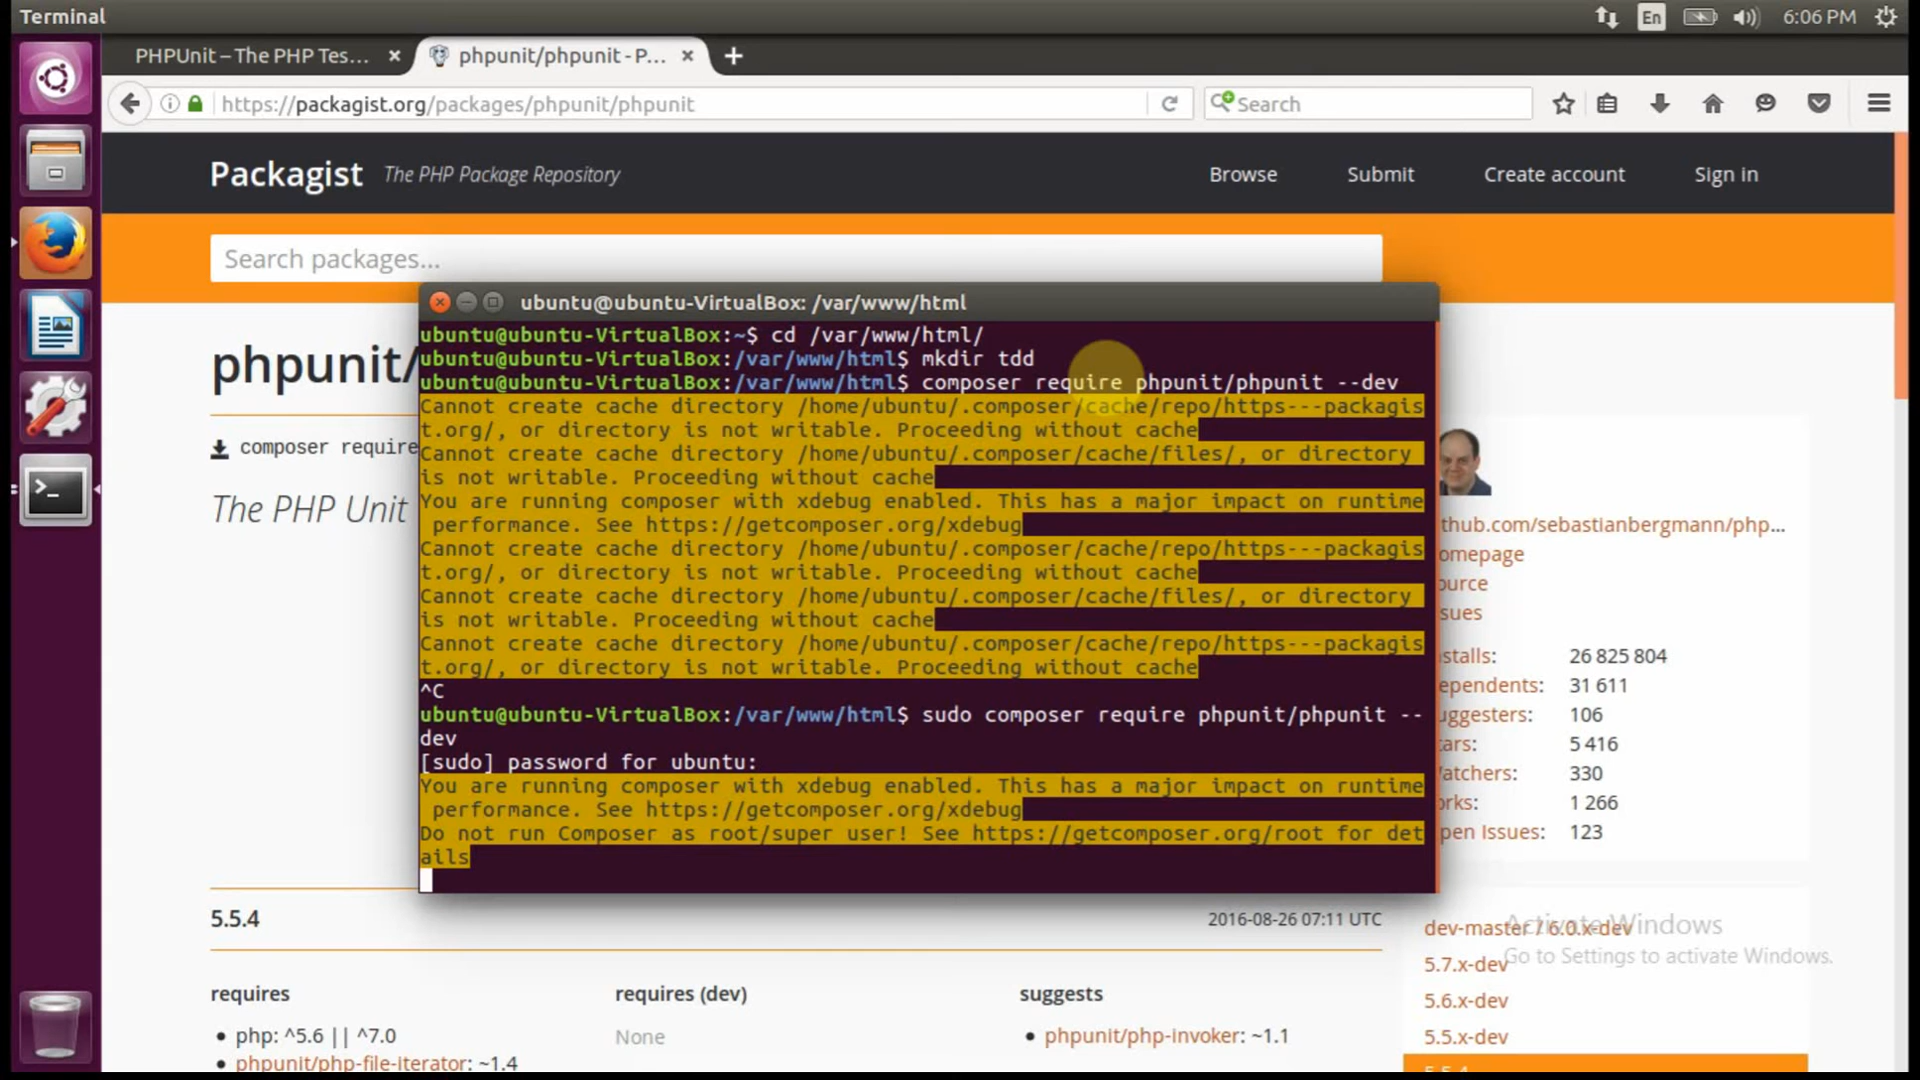 Terminal
En
6:06 PM
PHPUnit – The PHP Tes...
phpunit/phpunit - P...
https://packagist.org/packages/phpunit/phpunit
Search
Packagist
The PHP Package Repository
Browse
Submit
Create account
Sign in
Search packages...
phpunit/
composer require
The PHP Unit
ubuntu@ubuntu-VirtualBox: /var/www/html
ubuntu@ubuntu-VirtualBox:~$ cd /var/www/html/
ubuntu@ubuntu-VirtualBox:/var/www/html$ mkdir tdd
ubuntu@ubuntu-VirtualBox:/var/www/html$ composer require phpunit/phpunit --dev
Cannot create cache directory /home/ubuntu/.composer/cache/repo/https---packagis
t.org/, or directory is not writable. Proceeding without cache
Cannot create cache directory /home/ubuntu/.composer/cache/files/, or directory
is not writable. Proceeding without cache
You are running composer with xdebug enabled. This has a major impact on runtime
performance. See https://getcomposer.org/xdebug
Cannot create cache directory /home/ubuntu/.composer/cache/repo/https---packagis
t.org/, or directory is not writable. Proceeding without cache
Cannot create cache directory /home/ubuntu/.composer/cache/files/, or directory
is not writable. Proceeding without cache
Cannot create cache directory /home/ubuntu/.composer/cache/repo/https---packagis
t.org/, or directory is not writable. Proceeding without cache
^C
ubuntu@ubuntu-VirtualBox:/var/www/html$ sudo composer require phpunit/phpunit --
dev
[sudo] password for ubuntu:
You are running composer with xdebug enabled. This has a major impact on runtime
performance. See https://getcomposer.org/xdebug
Do not run Composer as root/super user! See https://getcomposer.org/root for det
ails
thub.com/sebastianbergmann/php...
omepage
ource
ssues
stalls: 26 825 804
ependents: 31 611
uggesters: 106
tars: 5 416
atchers: 330
orks: 1 266
pen Issues: 123
5.5.4
2016-08-26 07:11 UTC
requires
php: ^5.6 || ^7.0
phpunit/php-file-iterator: ~1.4
requires (dev)
None
suggests
phpunit/php-invoker: ~1.1
dev-master / 6.0.x-dev
5.7.x-dev
5.6.x-dev
5.5.x-dev
Activate Windows
Go to Settings to activate Windows.